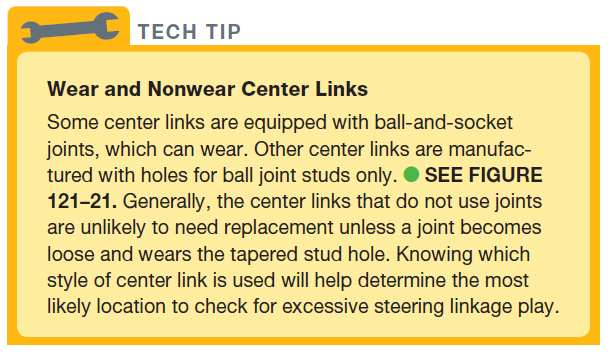 TECH TIP
Wear and Nonwear Center Links
Some center links are equipped with ball-and-socket
joints, which can wear. Other center links are manufac-
tured with holes for ball joint studs only. ● SEE FIGURE
121–21. Generally, the center links that do not use joints
are unlikely to need replacement unless a joint becomes
loose and wears the tapered stud hole. Knowing which
style of center link is used will help determine the most
likely location to check for excessive steering linkage play.